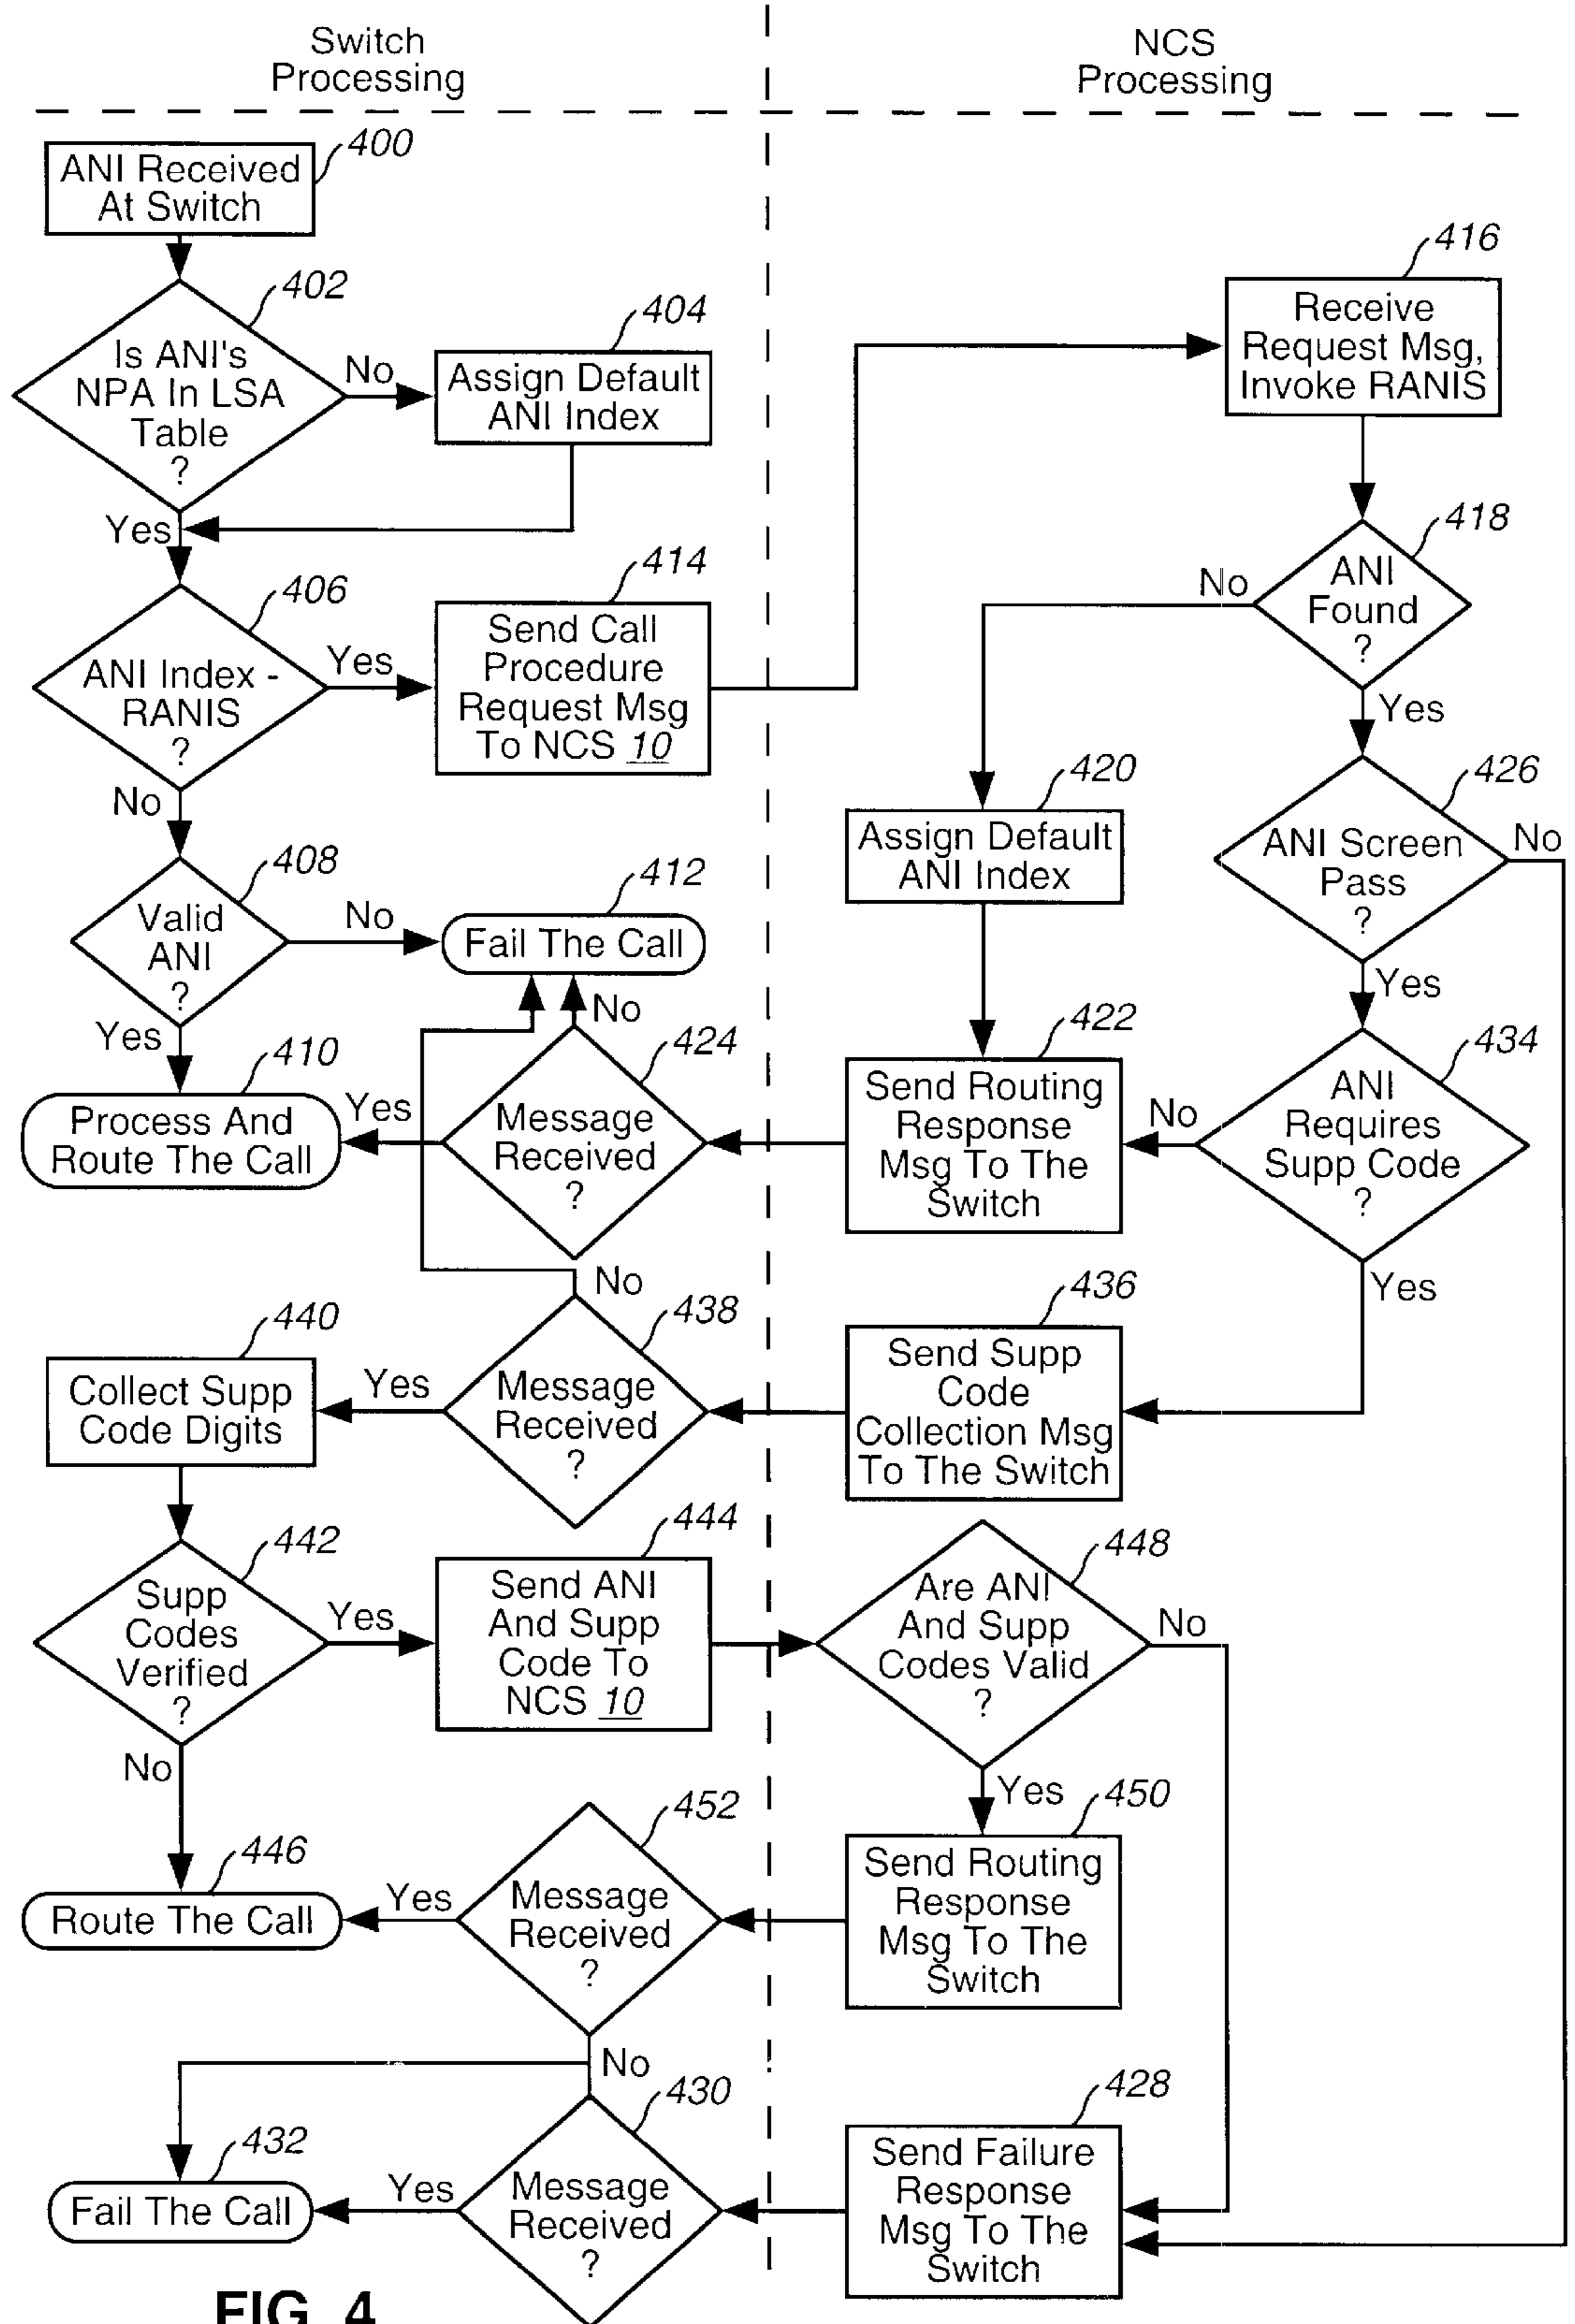 Switch
Processing
NCS
Processing
400
ANI Received
At Switch
402
Is ANI's
NPA In LSA
Table
?
No
404
Assign Default
ANI Index
Yes
406
ANI Index -
RANIS
?
Yes
414
Send Call
Procedure
Request Msg
To NCS 10
416
Receive
Request Msg,
Invoke RANIS
418
ANI
Found
?
No
Yes
420
Assign Default
ANI Index
426
ANI Screen
Pass
?
No
Yes
No
408
Valid
ANI
?
No
412
Fail The Call
Yes
410
Process And
Route The Call
No
424
Message
Received
?
Yes
422
Send Routing
Response
Msg To The
Switch
434
ANI
Requires
Supp Code
?
No
Yes
436
Send Supp
Code
Collection Msg
To The Switch
No
438
Message
Received
?
Yes
440
Collect Supp
Code Digits
442
Supp
Codes
Verified
?
Yes
No
444
Send ANI
And Supp
Code To
NCS 10
448
Are ANI
And Supp
Codes Valid
?
No
Yes
450
Send Routing
Response
Msg To The
Switch
452
Message
Received
?
Yes
446
Route The Call
No
430
Message
Received
?
Yes
432
Fail The Call
428
Send Failure
Response
Msg To The
Switch
FIG. 4